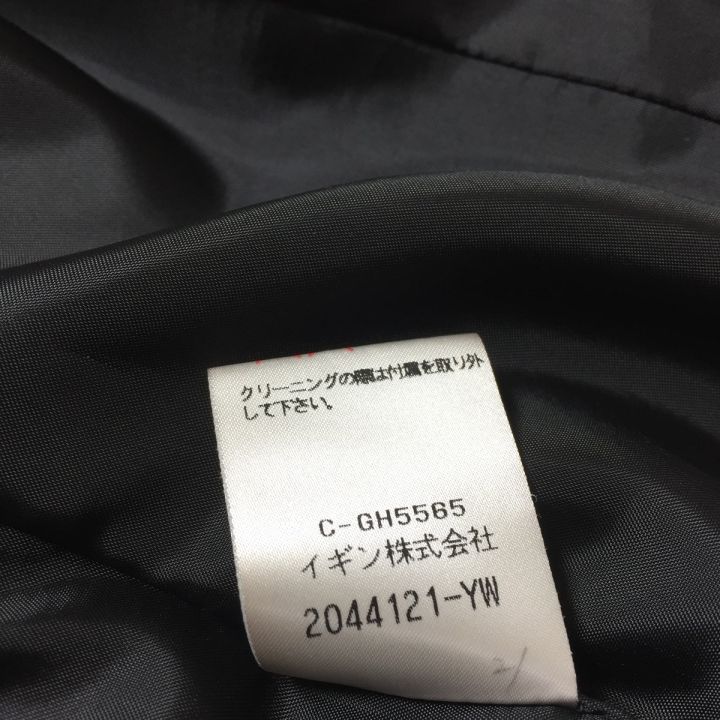 クリーニングの際は付属を取り外
して下さい。
C-GH5565
イギン株式会社
2044121-YW